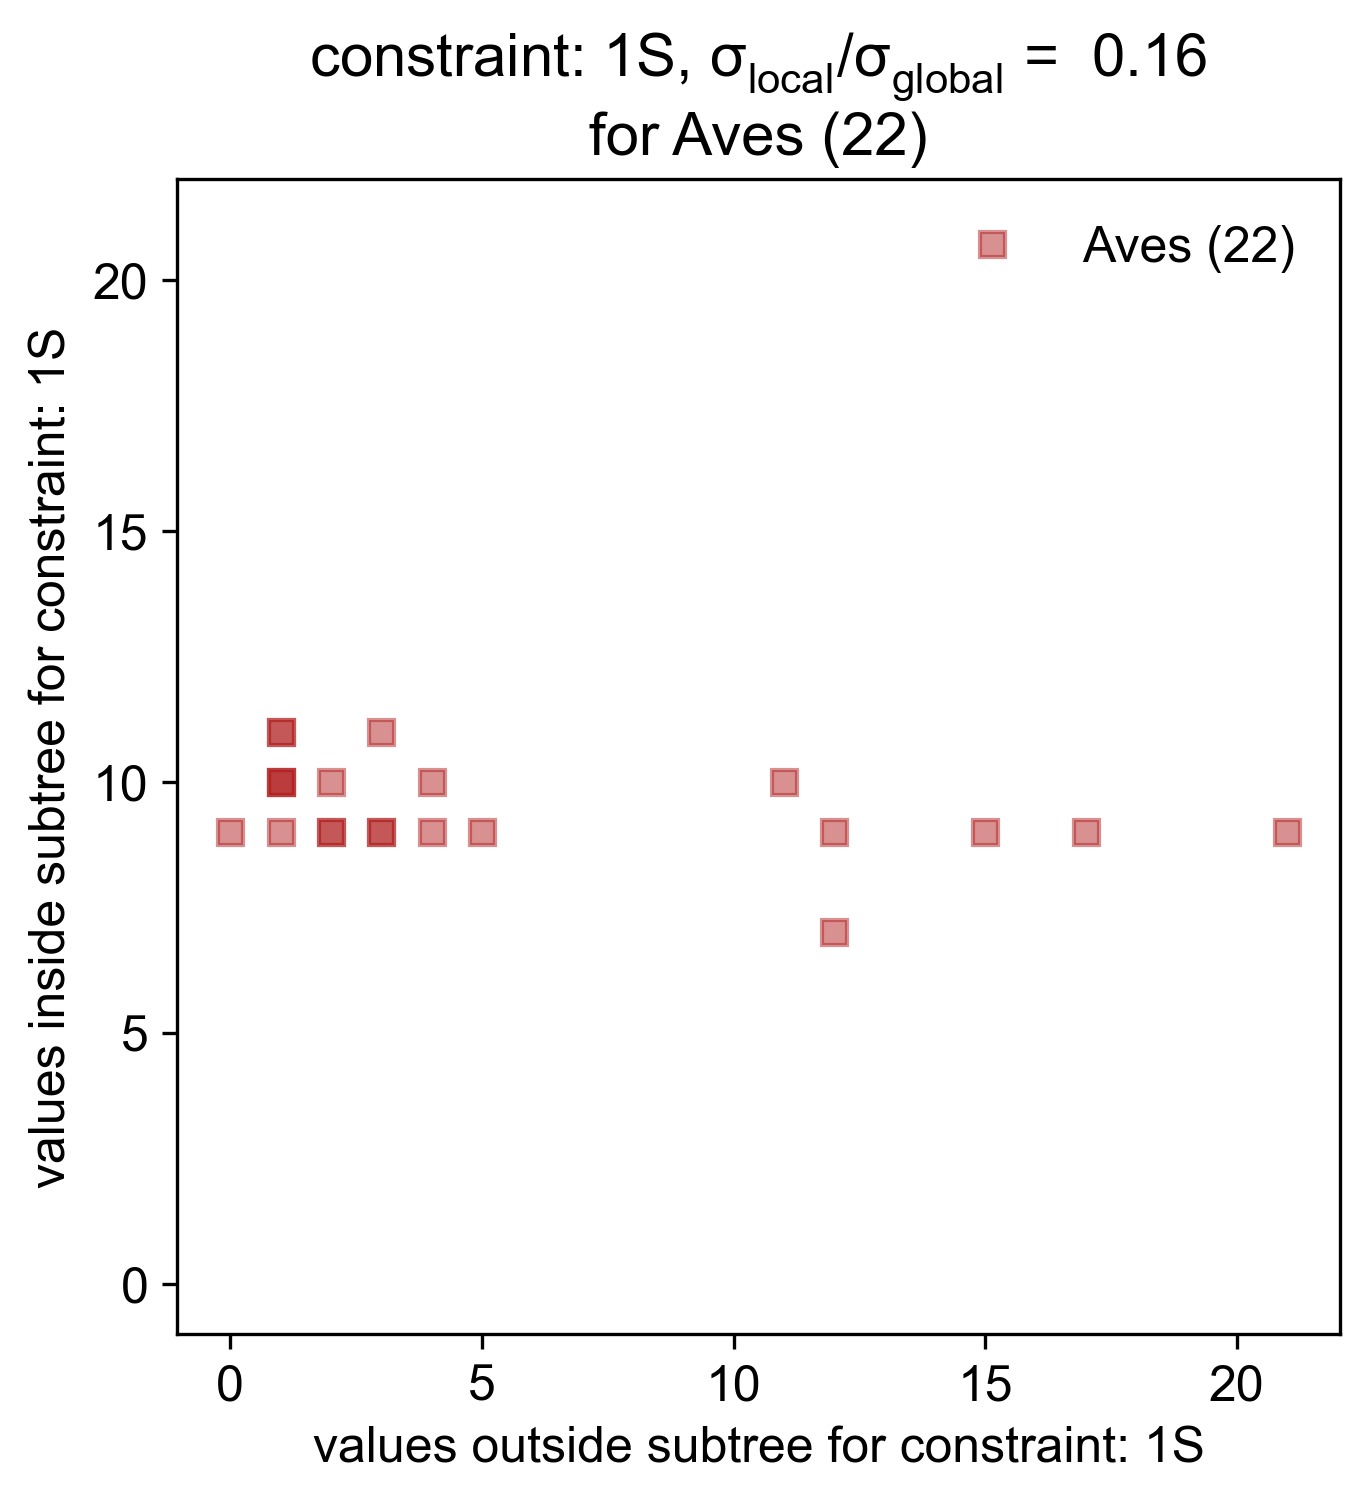 constraint: 1S, σlocal/σglobal = 0.16
for Aves (22)
Aves (22)
values inside subtree for constraint: 1S
20
15
10
5
0
0 5 10 15 20
values outside subtree for constraint: 1S